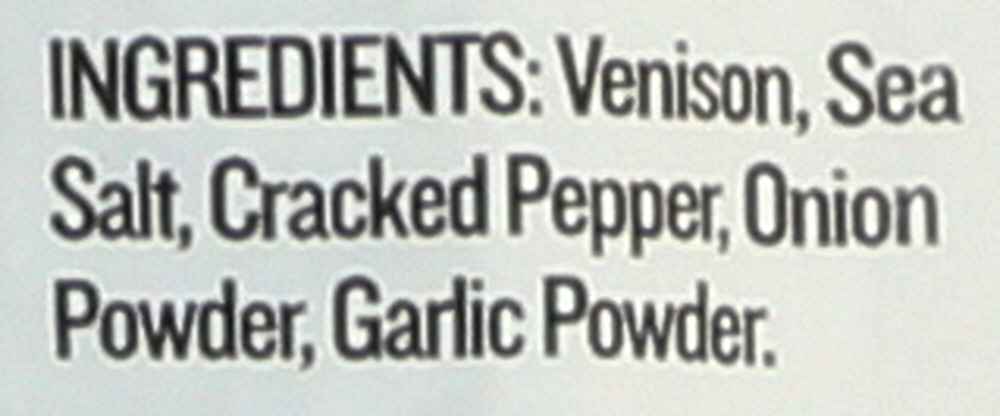 INGREDIENTS: Venison, Sea
Salt, Cracked Pepper, Onion
Powder, Garlic Powder.